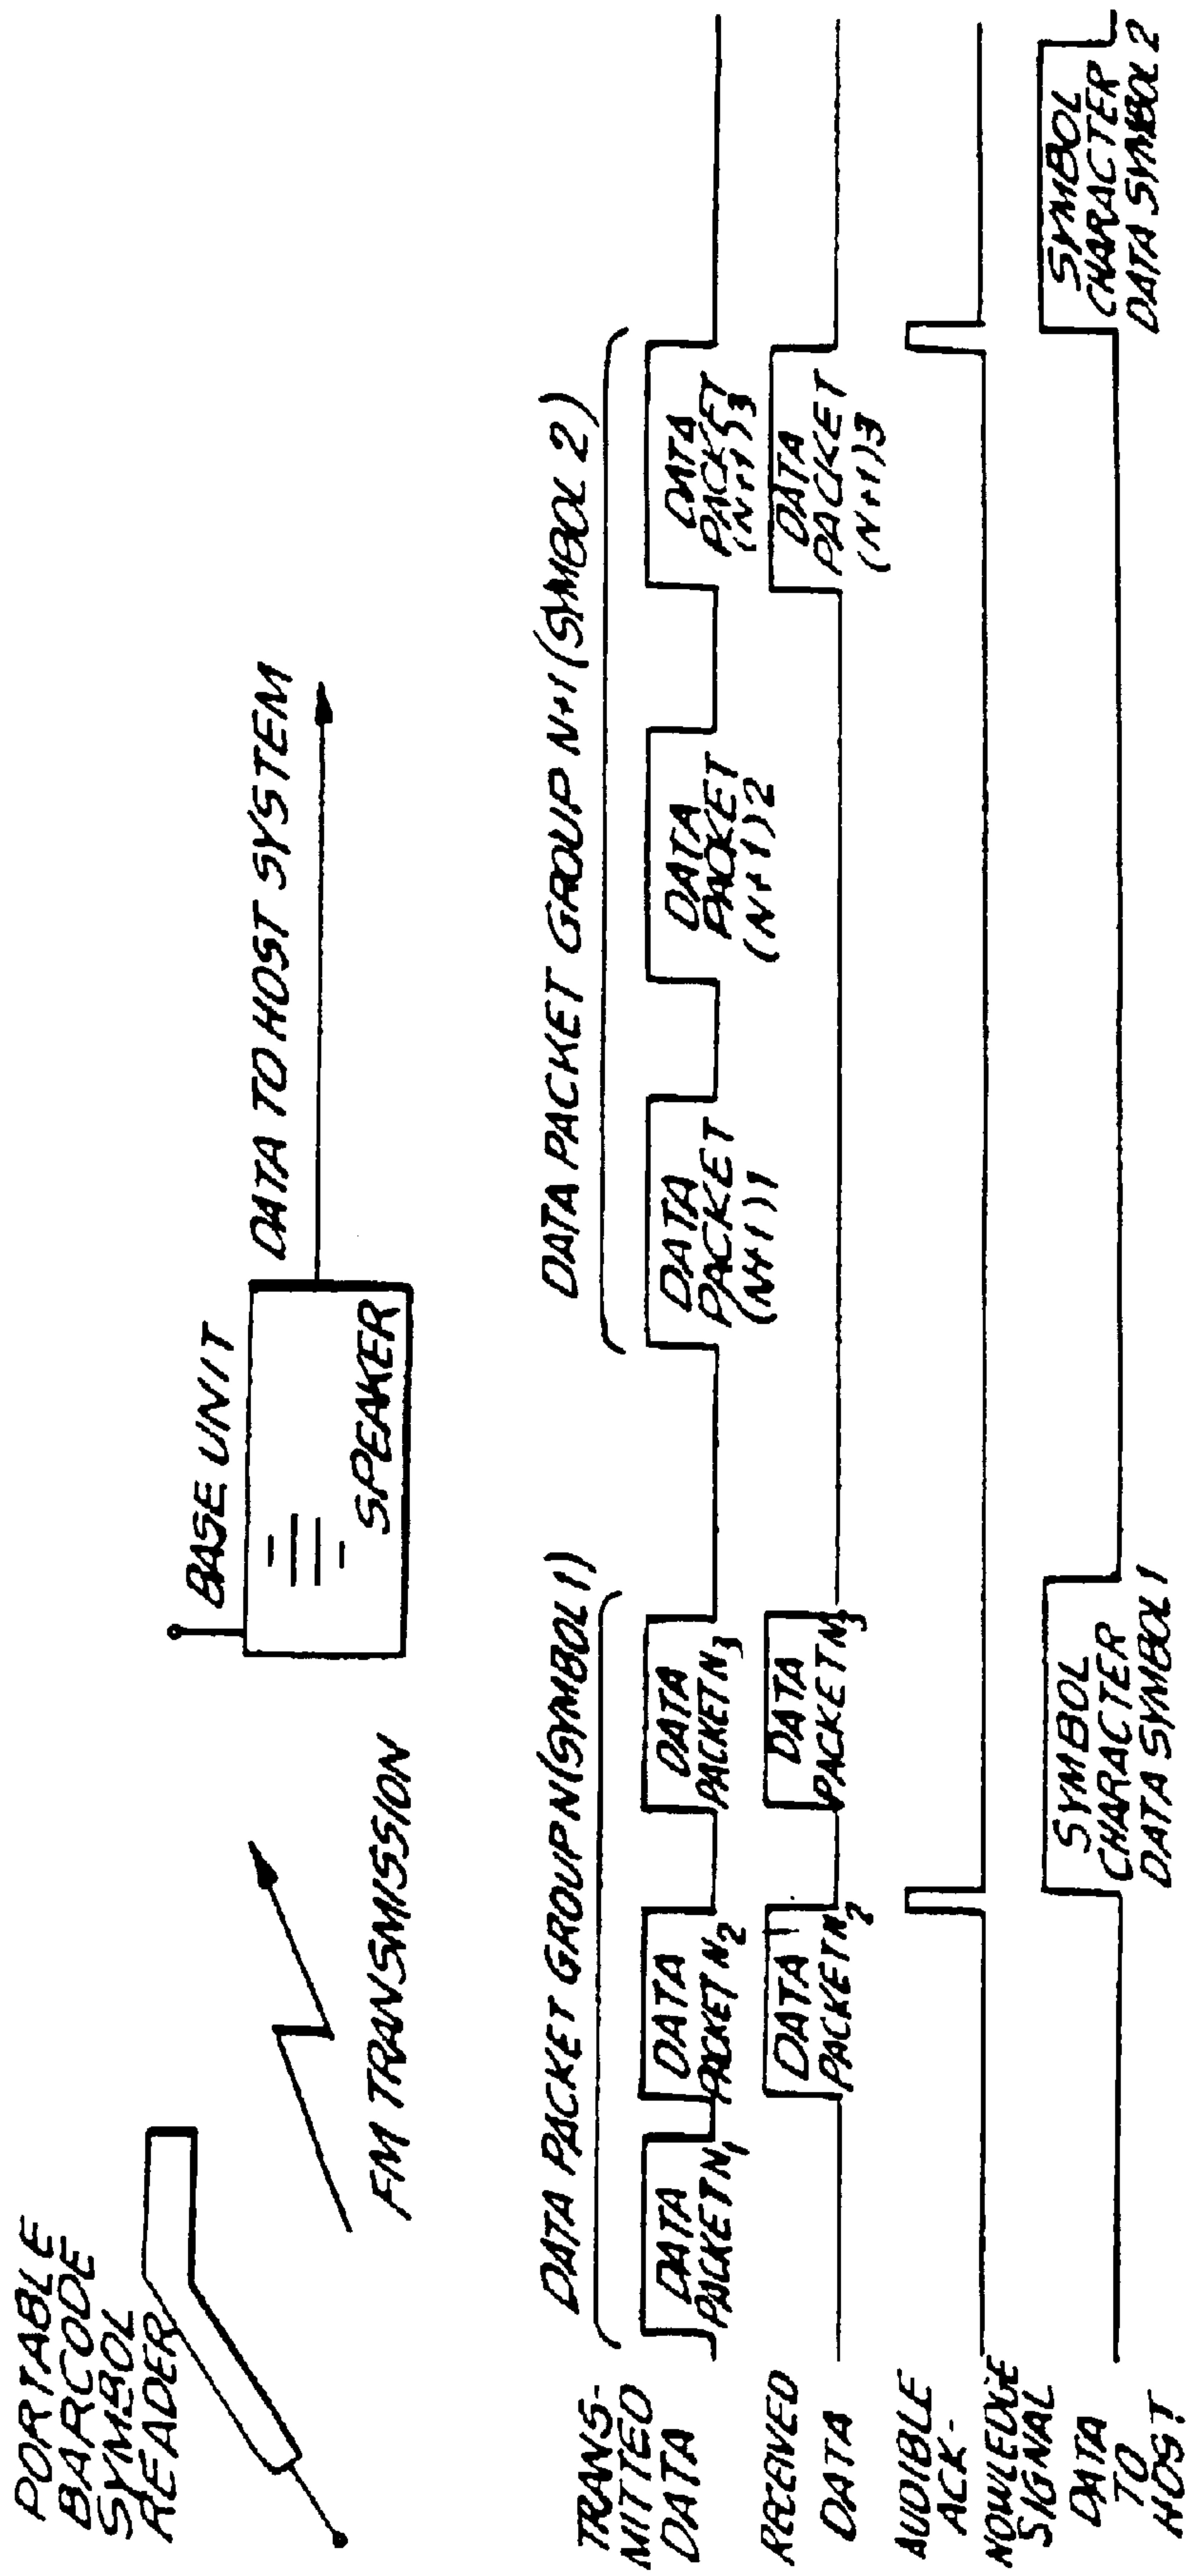 PORTABLE
BARCODE
SYMBOL
READER
FM TRANSMISSION
BASE UNIT
SPEAKER
DATA TO HOST SYSTEM
DATA PACKET GROUP N (SYMBOL 1)
DATA PACKET GROUP N+1 (SYMBOL 2)
TRANS-
MITTED
DATA
DATA
PACKET N1
DATA
PACKET N2
DATA
PACKET N3
DATA
PACKET
(N+1)1
DATA
PACKET
(N+1)2
DATA
PACKET
(N+1)3
RECEIVED
DATA
DATA
PACKET N2
DATA
PACKET N3
DATA
PACKET
(N+1)3
AUDIBLE
ACK-
NOWLEDGE
SIGNAL
DATA
TO
HOST
SYMBOL
CHARACTER
DATA SYMBOL 1
SYMBOL
CHARACTER
DATA SYMBOL 2